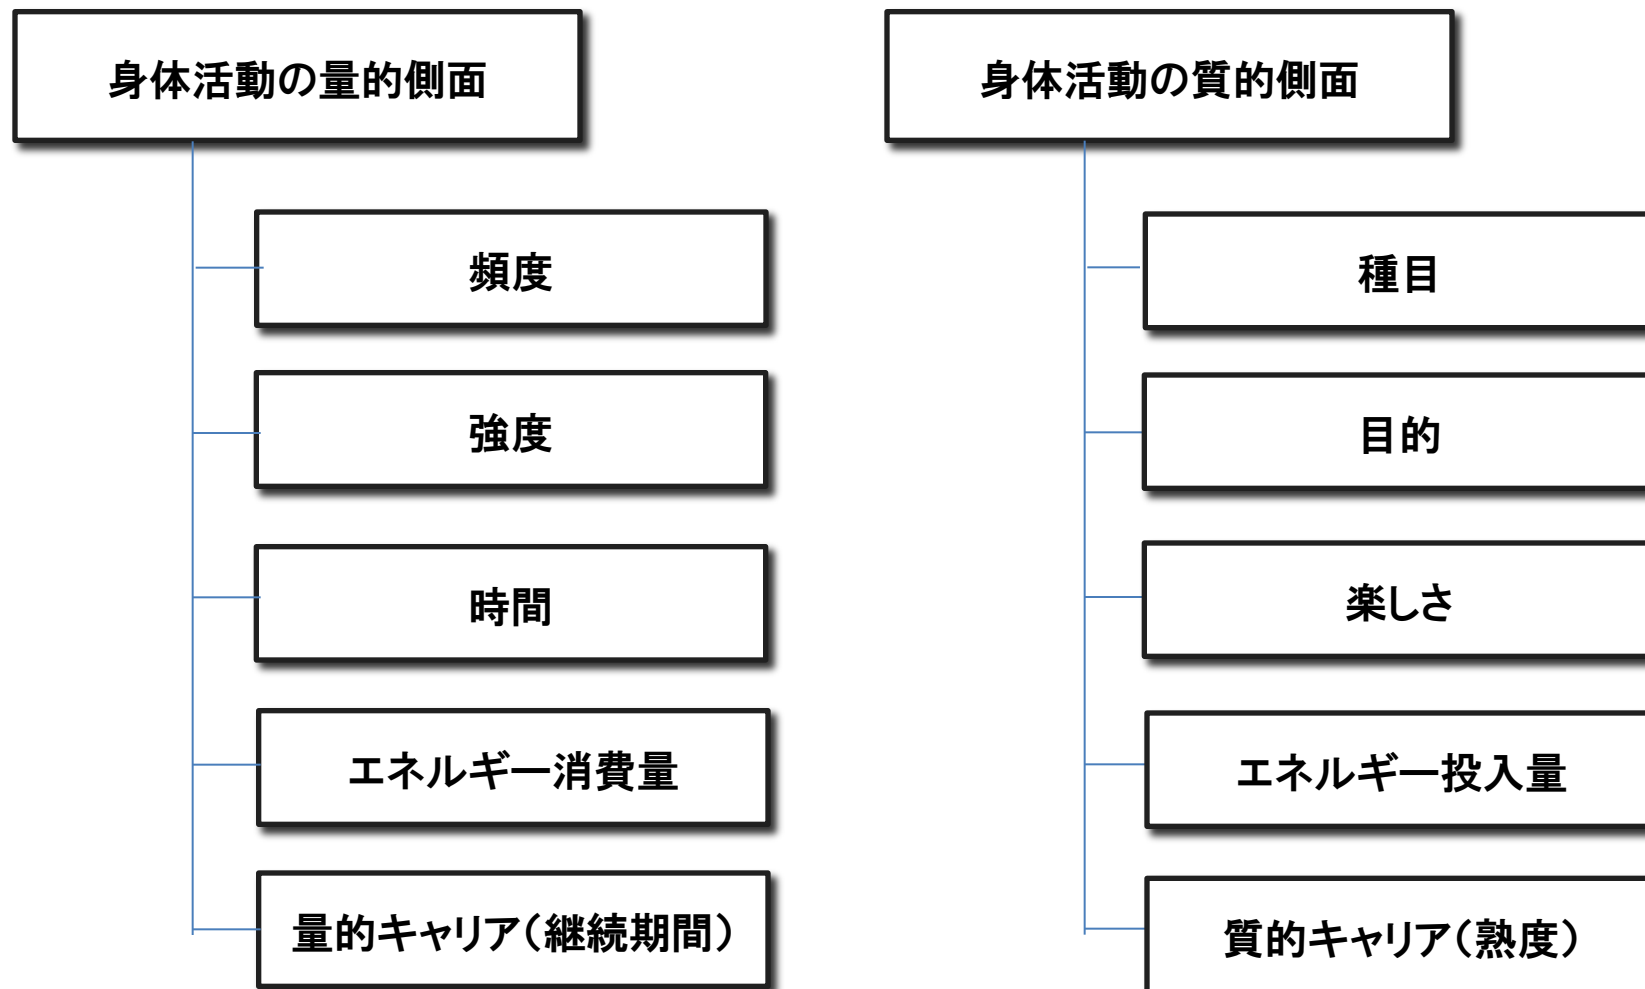 身体活動の量的側面
頻度
強度
時間
エネルギー消費量
量的キャリア（継続期間）
身体活動の質的側面
種目
目的
楽しさ
エネルギー投入量
質的キャリア（熟度）